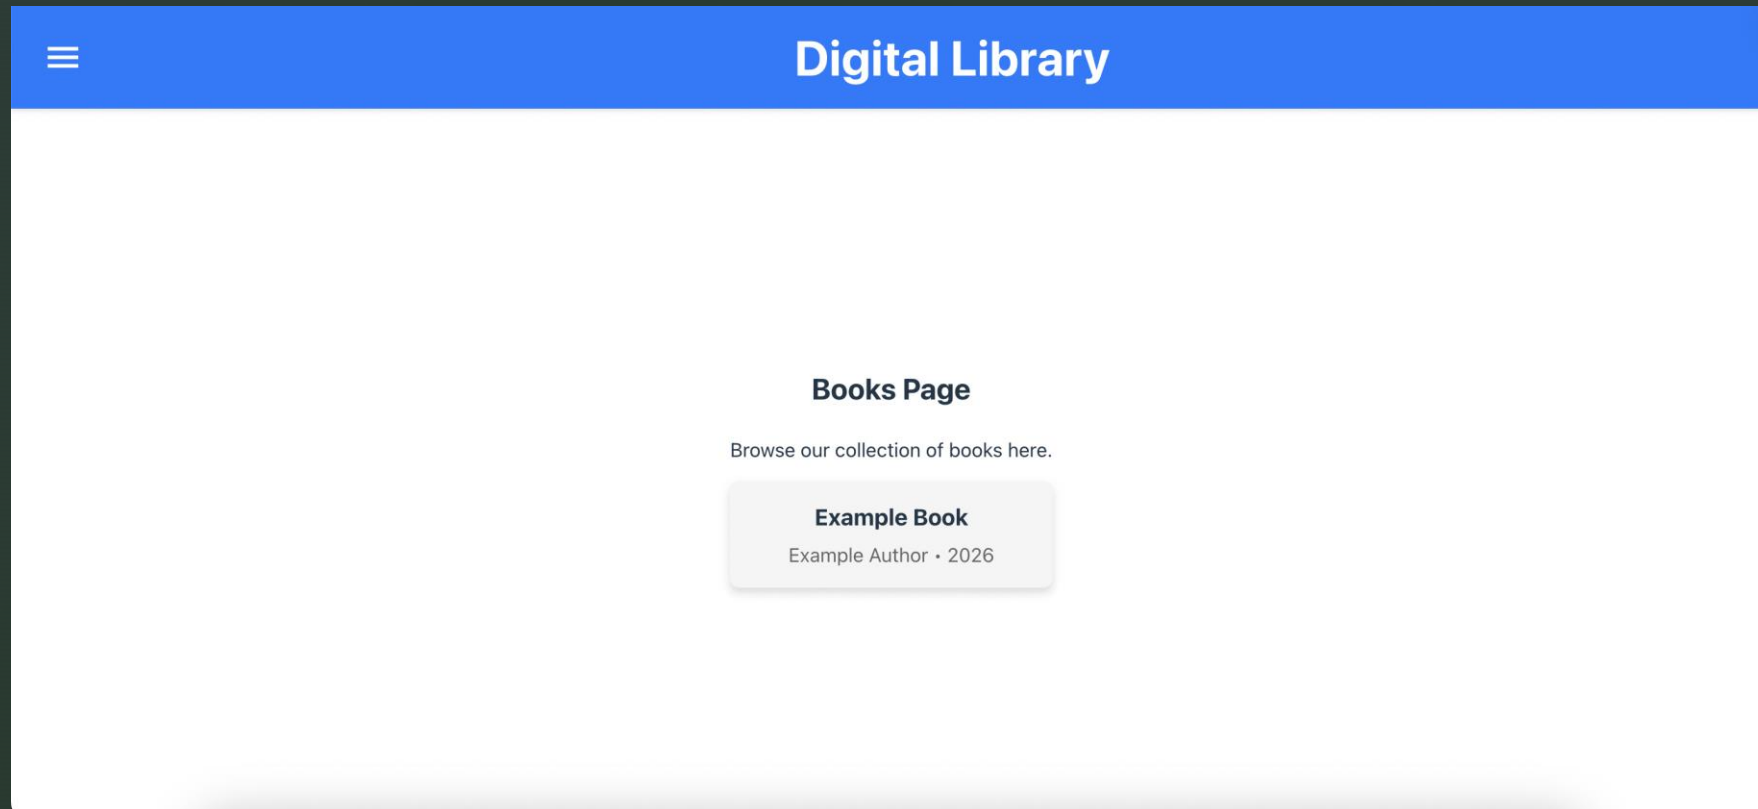 Digital Library
Books Page
Browse our collection of books here.
Example Book
Example Author • 2026